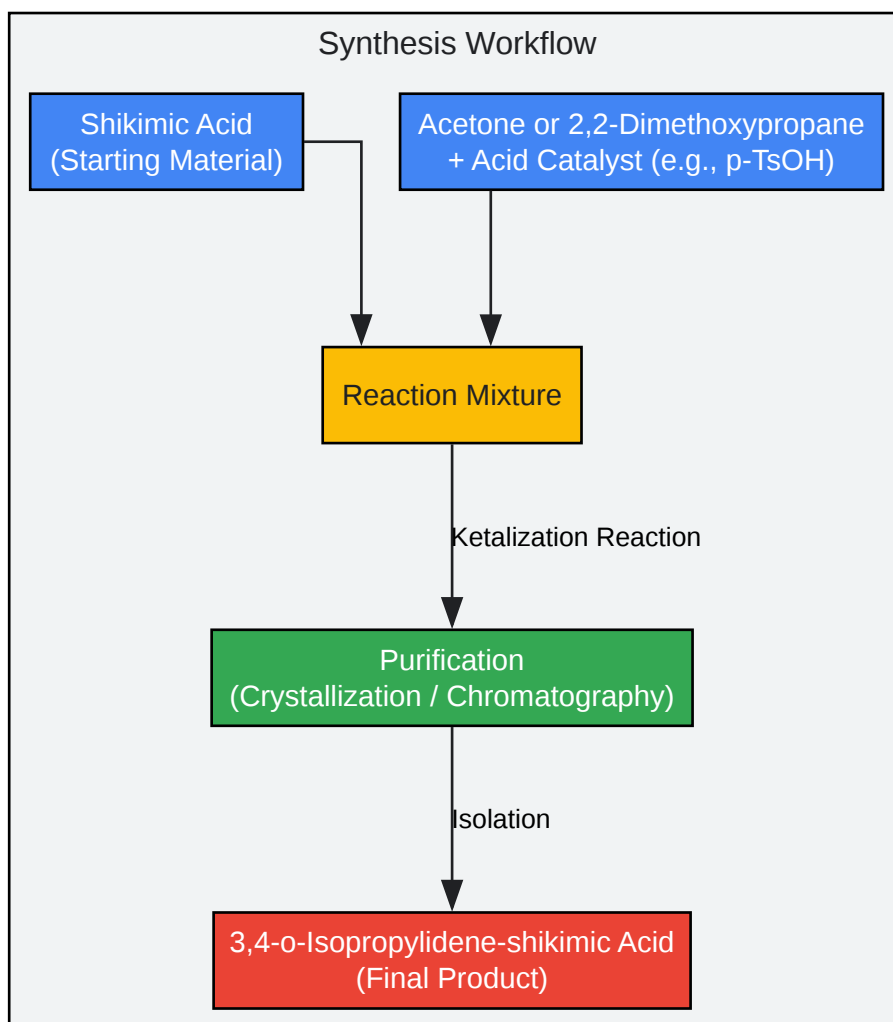 Synthesis Workflow
Shikimic Acid
(Starting Material)
Acetone or 2,2-Dimethoxypropane
+ Acid Catalyst (e.g., p-TsOH)
Reaction Mixture
Ketalization Reaction
Purification
(Crystallization / Chromatography)
Isolation
3,4-o-Isopropylidene-shikimic Acid
(Final Product)